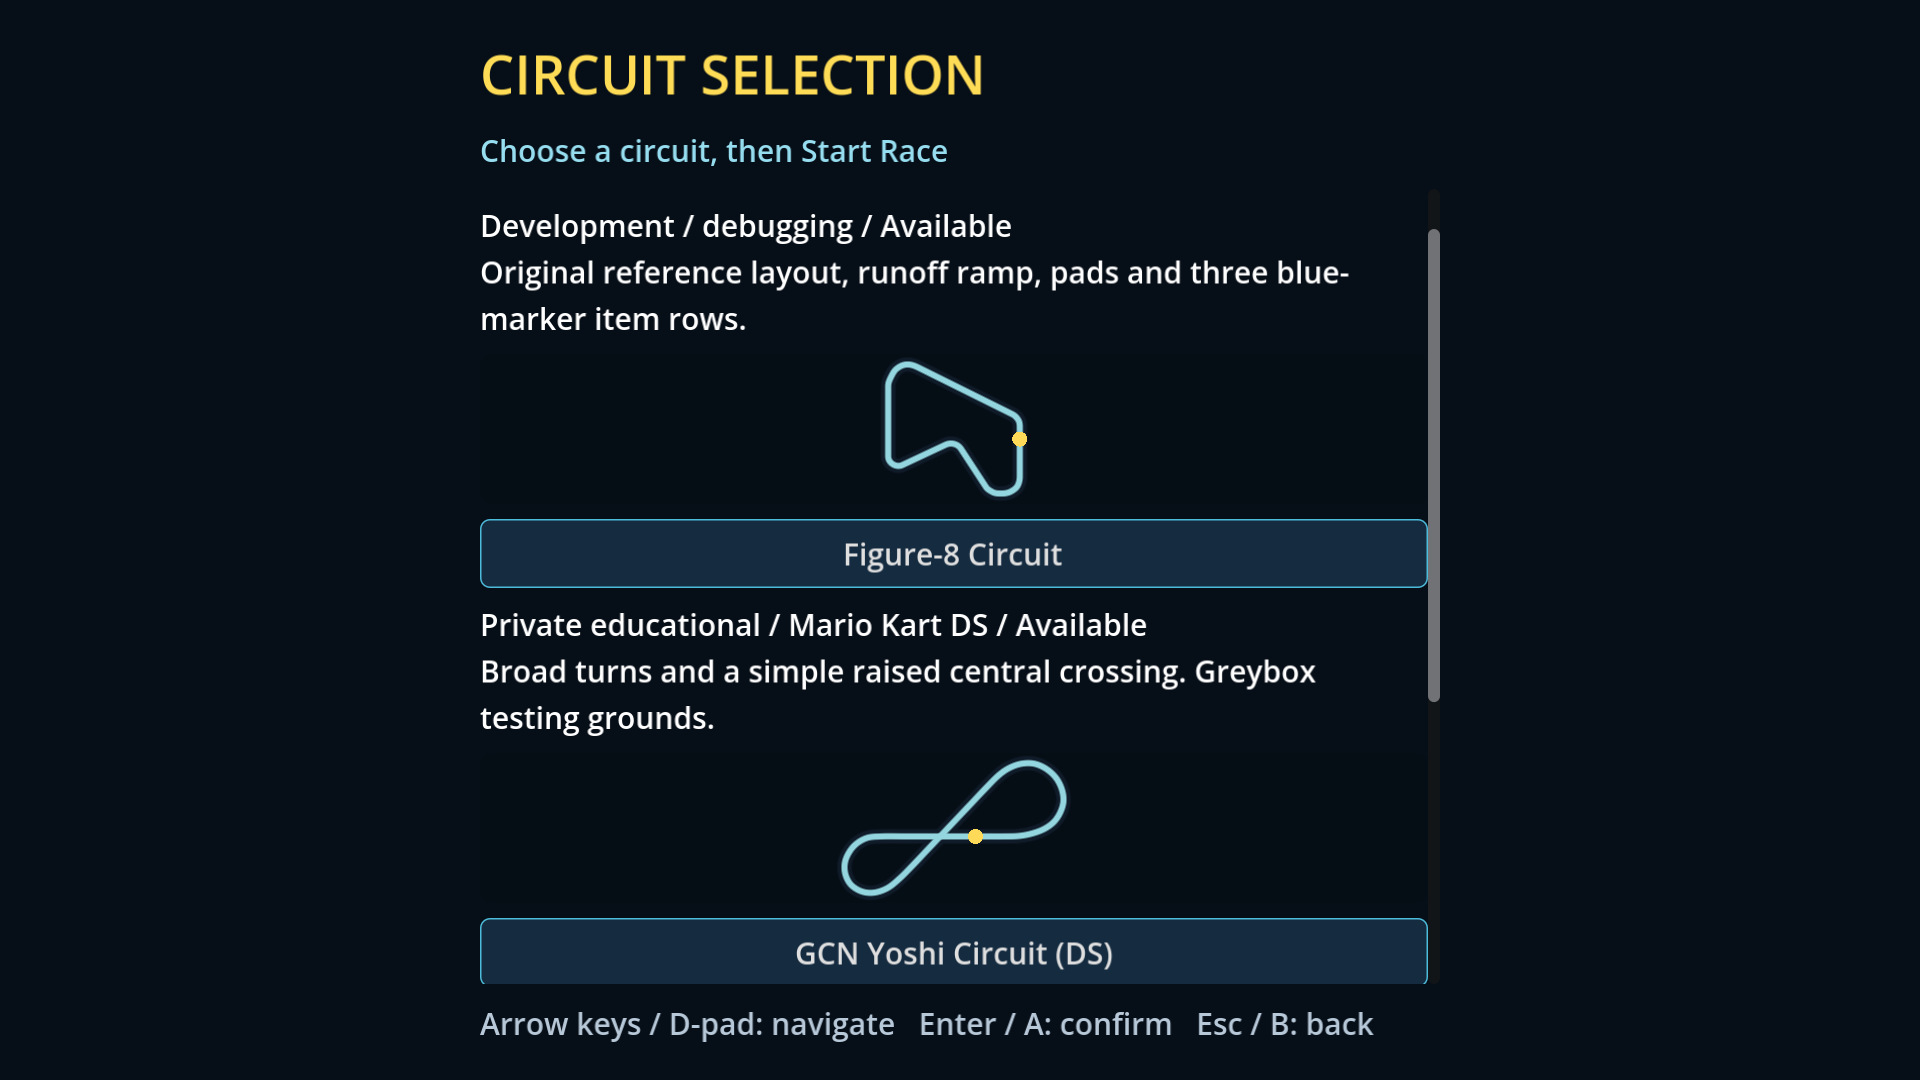 CIRCUIT SELECTION
Choose a circuit, then Start Race
Development / debugging / Available
Original reference layout, runoff ramp, pads and three blue-
marker item rows.
Figure-8 Circuit
Private educational / Mario Kart DS / Available
Broad turns and a simple raised central crossing. Greybox
testing grounds.
GCN Yoshi Circuit (DS)
Arrow keys / D-pad: navigate   Enter / A: confirm   Esc / B: back